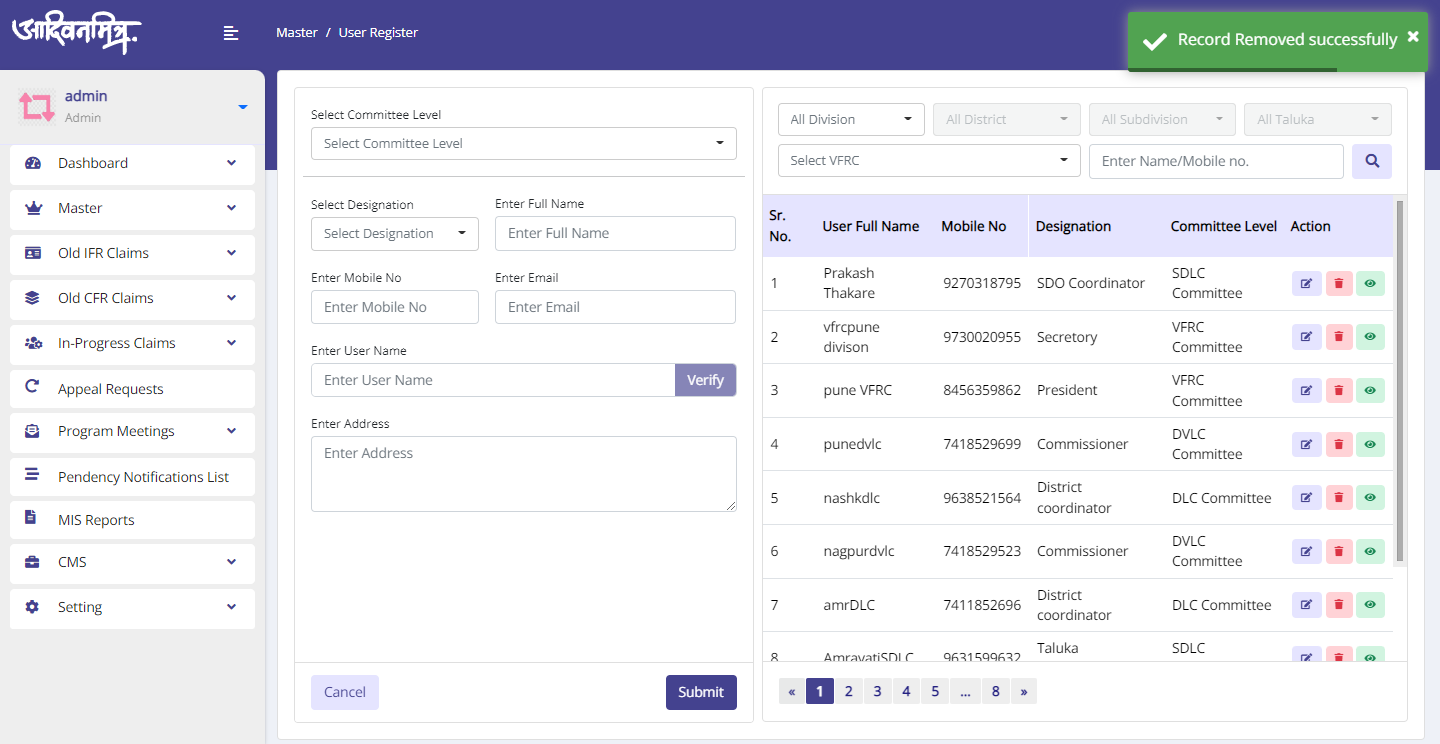 आदिवनमित्र
Master / User Register
Record Removed successfully
admin
Admin
Dashboard
Master
Old IFR Claims
Old CFR Claims
In-Progress Claims
Appeal Requests
Program Meetings
Pendency Notifications List
MIS Reports
CMS
Setting
Select Committee Level
Select Committee Level
Select Designation
Enter Full Name
Select Designation
Enter Full Name
Enter Mobile No
Enter Email
Enter Mobile No
Enter Email
Enter User Name
Enter User Name
Verify
Enter Address
Enter Address
Cancel
Submit
All Division
All District
All Subdivision
All Taluka
Select VFRC
Enter Name/Mobile no.
Sr. No. User Full Name Mobile No Designation Committee Level Action
1 Prakash Thakare 9270318795 SDO Coordinator SDLC Committee
2 vfrcpune divison 9730020955 Secretory VFRC Committee
3 pune VFRC 8456359862 President VFRC Committee
4 punedvlc 7418529699 Commissioner DVLC Committee
5 nashkdlc 9638521564 District coordinator DLC Committee
6 nagpurdvlc 7418529523 Commissioner DVLC Committee
7 amrDLC 7411852696 District coordinator DLC Committee
8 AmravatiSDLC 9631599632 Taluka SDLC
« 1 2 3 4 5 ... 8 »